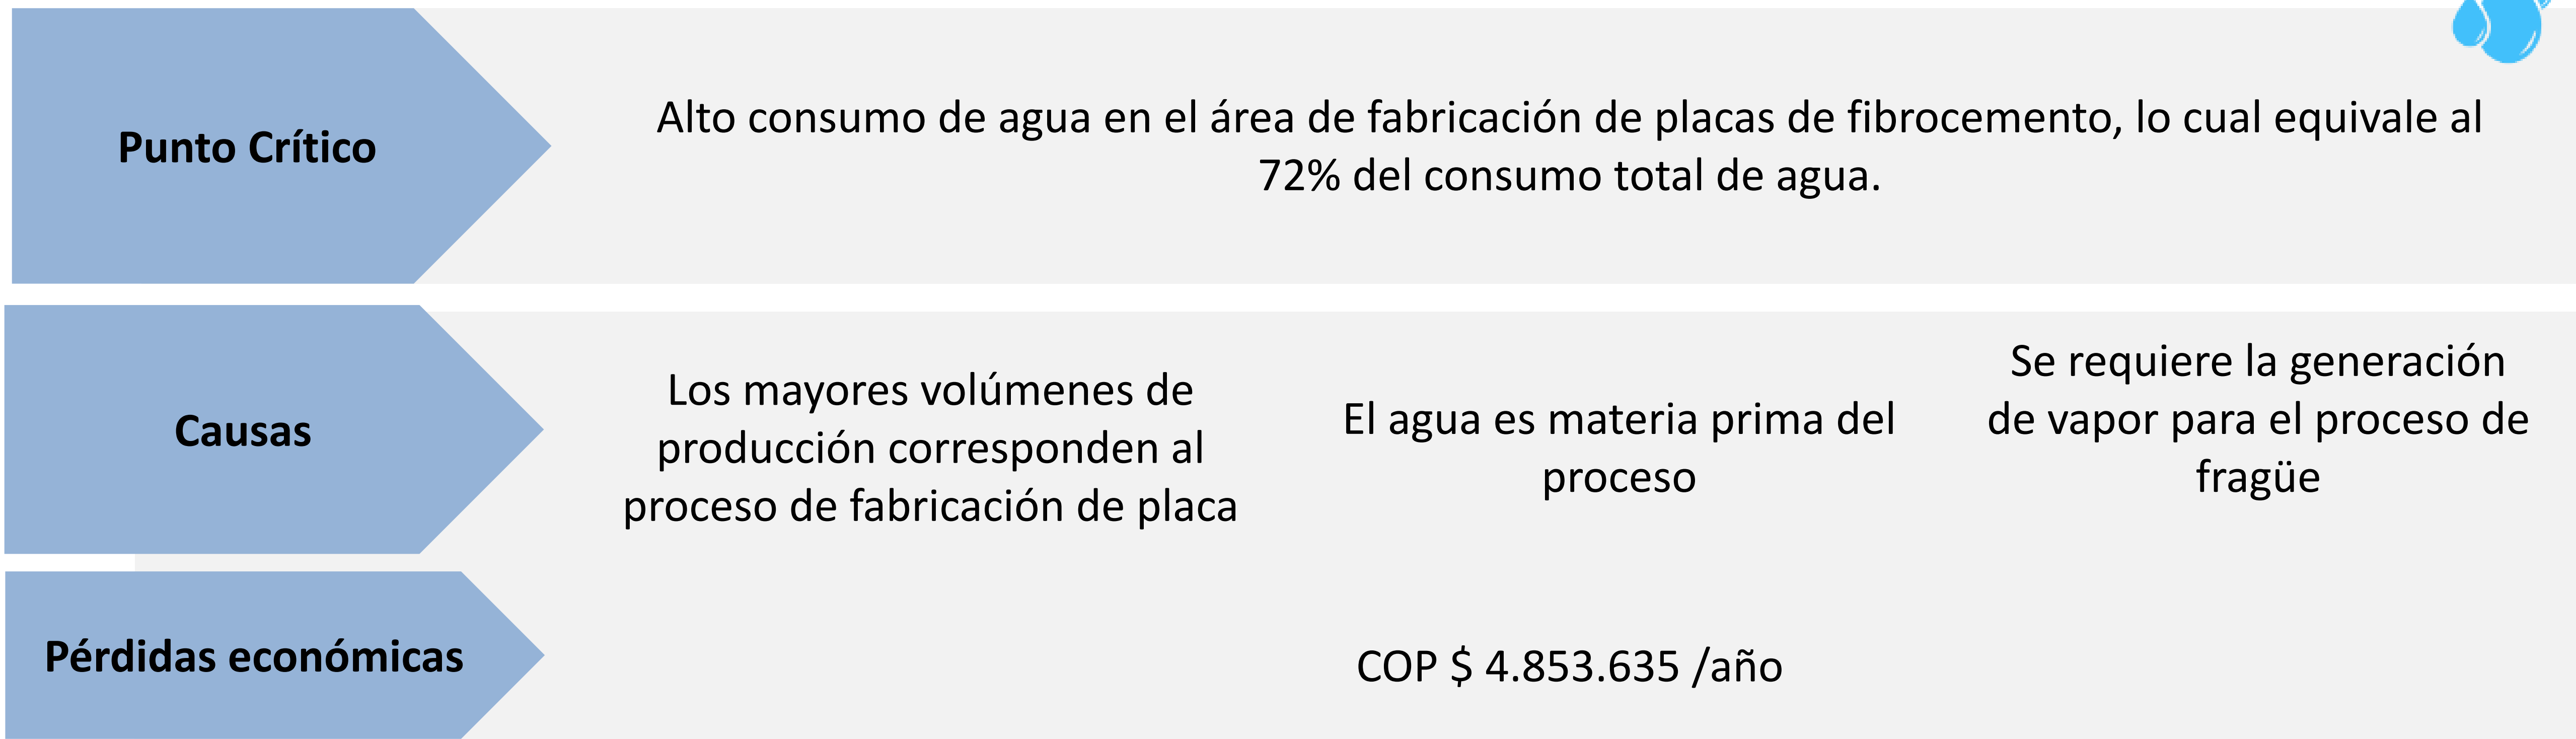 Punto Crítico
Alto consumo de agua en el área de fabricación de placas de fibrocemento, lo cual equivale al
72% del consumo total de agua.
Causas
Los mayores volúmenes de
producción corresponden al
proceso de fabricación de placa
El agua es materia prima del
proceso
Se requiere la generación
de vapor para el proceso de
fragüe
Pérdidas económicas
COP $ 4.853.635 /año